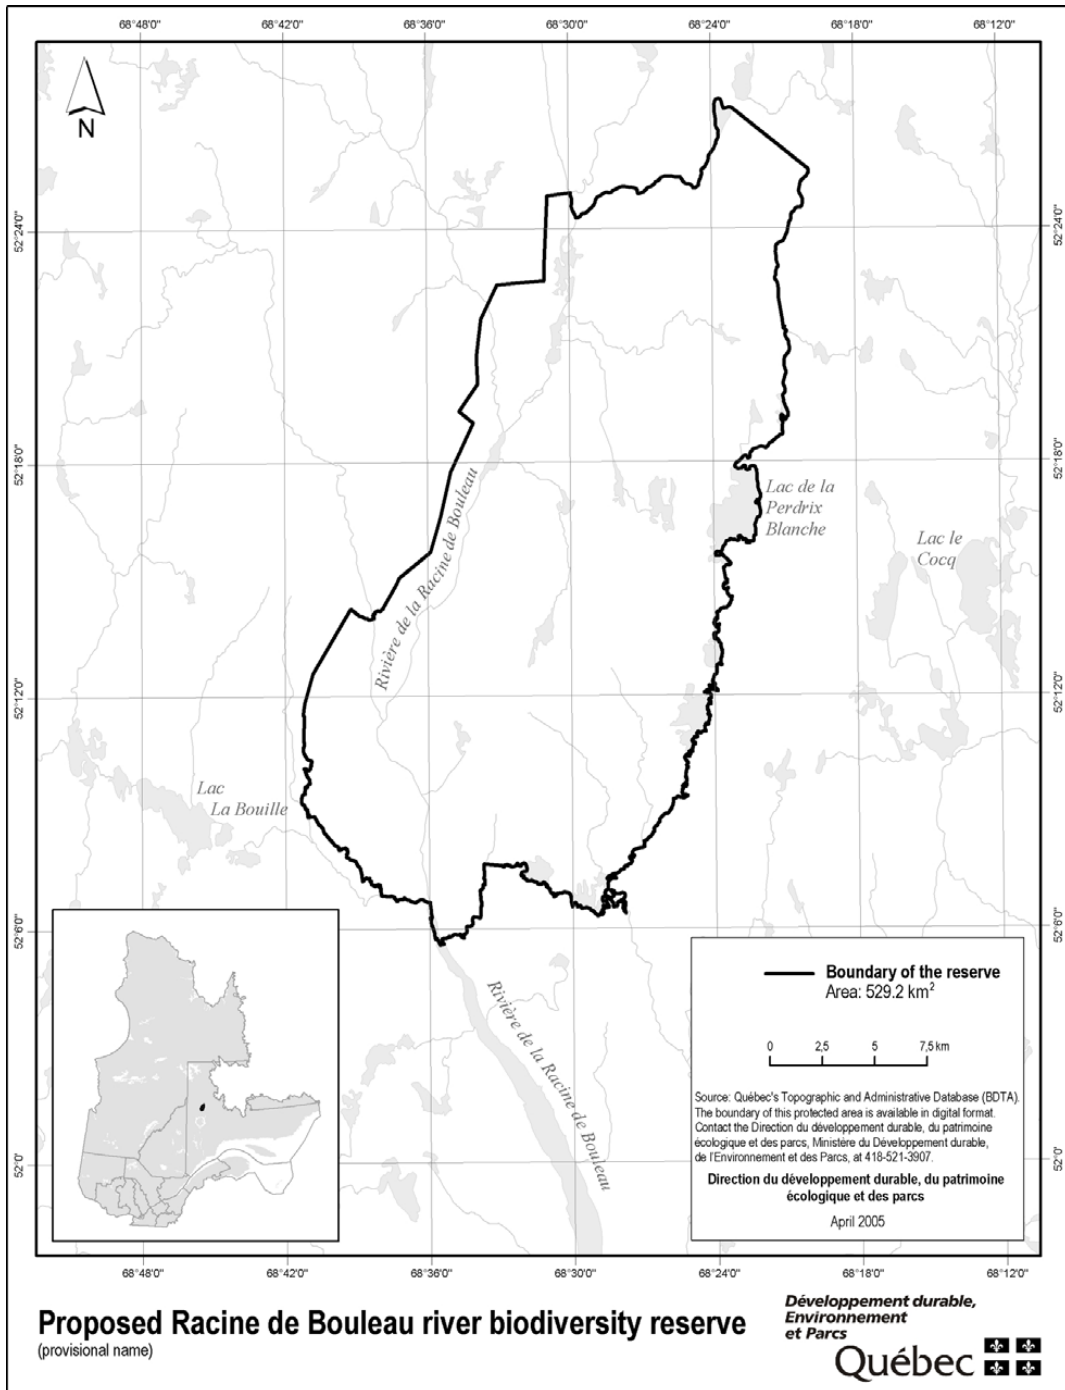 68°48'0" 68°42'0" 68°36'0" 68°30'0" 68°24'0" 68°18'0" 68°12'0"
N
52°24'0" 52°24'0"
52°18'0" 52°18'0"
Lac de la
Perdrix
Blanche
Rivière de la Racine de Bouleau
Lac le
Cocq
52°12'0" 52°12'0"
Lac
La Bouille
52°6'0" 52°6'0"
Rivière de la Racine de Bouleau
Boundary of the reserve
Area: 529.2 km²
0 2,5 5 7,5 km
Source: Québec's Topographic and Administrative Database (BDTA).
The boundary of this protected area is available in digital format.
Contact the Direction du développement durable, du patrimoine
écologique et des parcs, Ministère du Développement durable,
de l'Environnement et des Parcs, at 418-521-3907.
Direction du développement durable, du patrimoine
écologique et des parcs
April 2005
52°0' 52°0'
68°48'0" 68°42'0" 68°36'0" 68°30'0" 68°24'0" 68°18'0" 68°12'0"
Proposed Racine de Bouleau river biodiversity reserve
(provisional name)
Développement durable,
Environnement
et Parcs
Québec